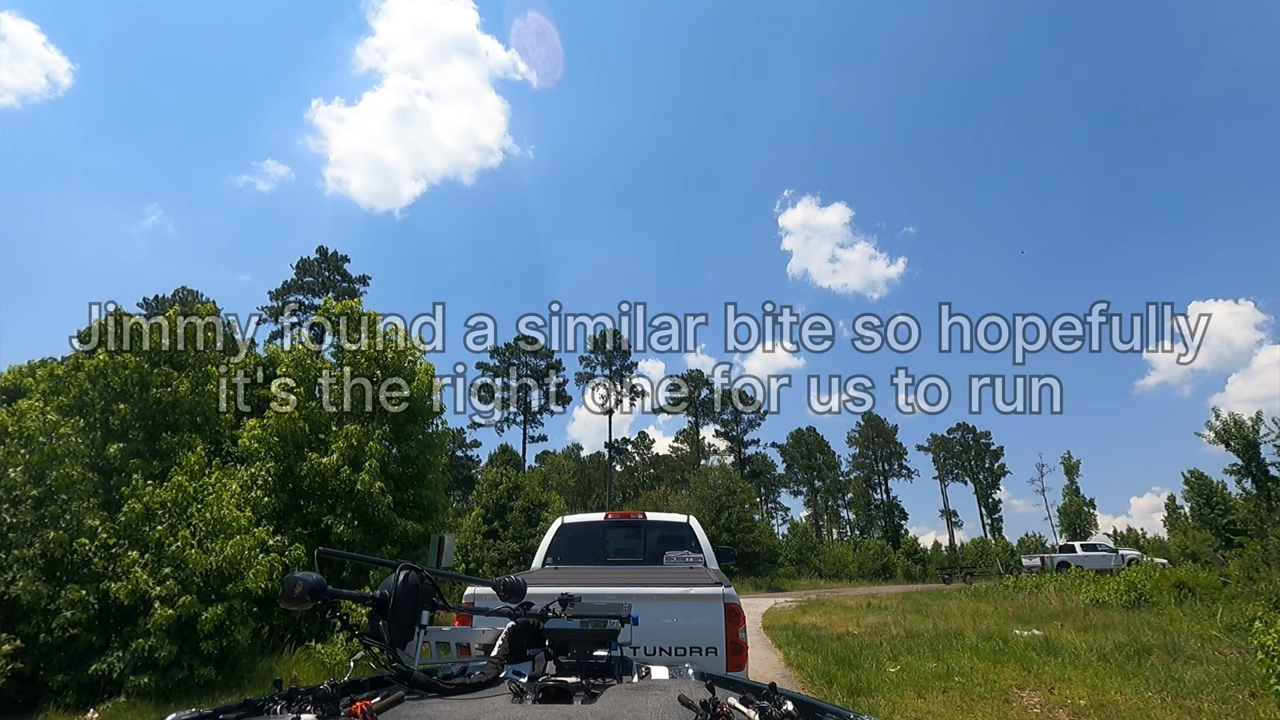 Jimmy found a similar bite so hopefully
it's the right one for us to run
TUNDRA